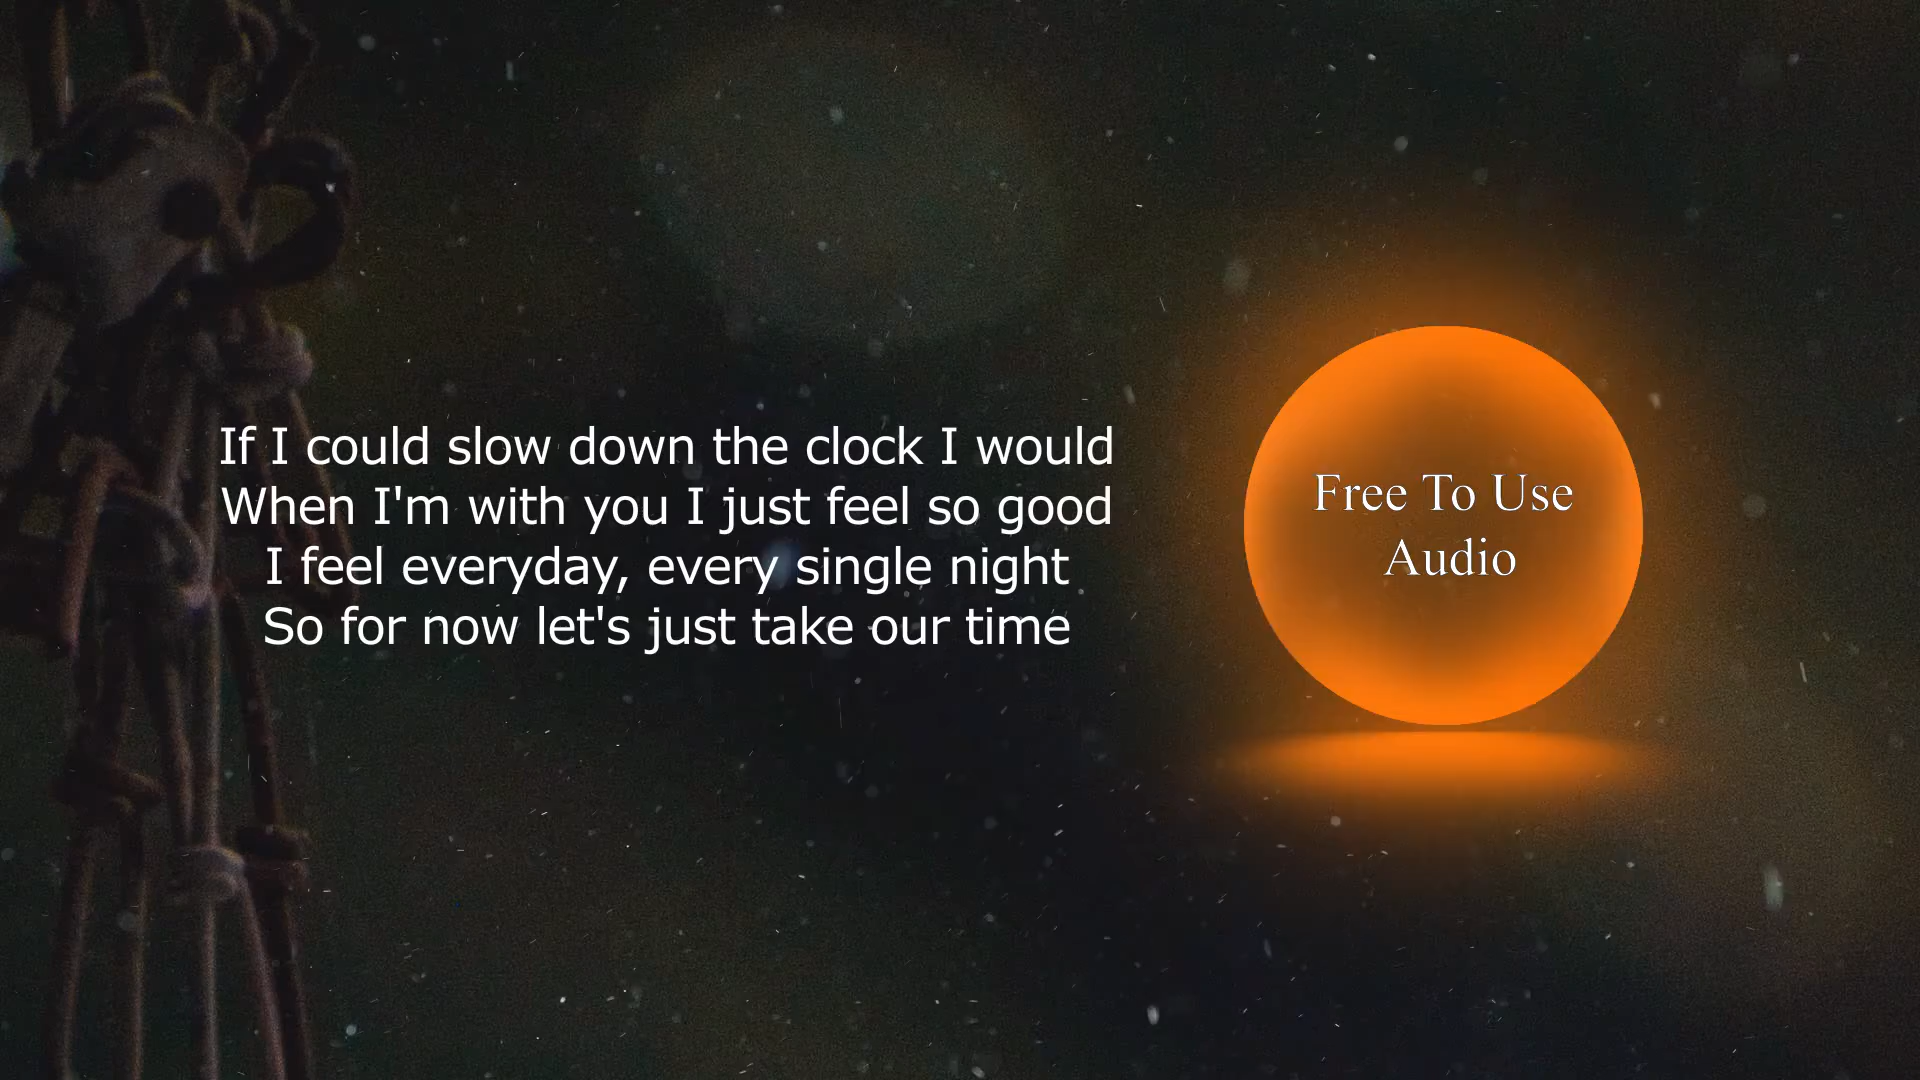 If I could slow down the clock I would
When I'm with you I just feel so good
I feel everyday, every single night
So for now let's just take our time
Free To Use
Audio